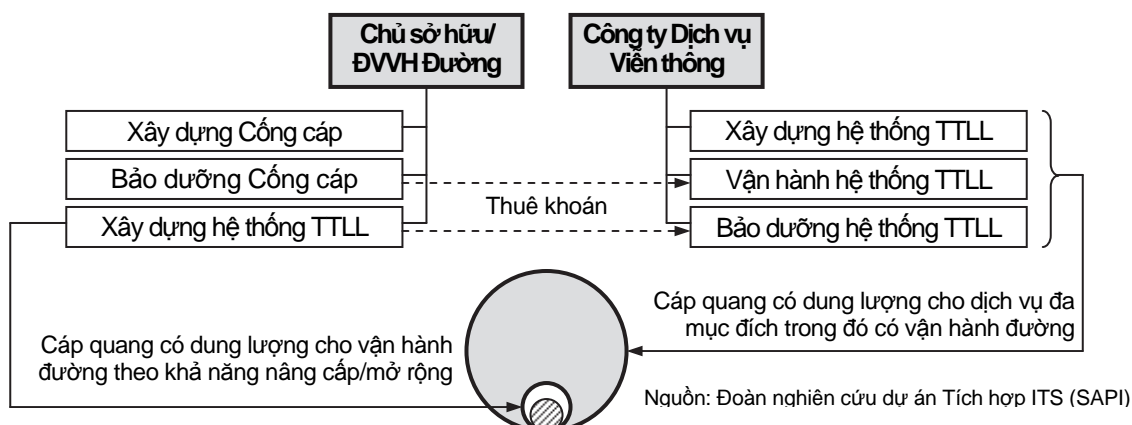 Chủ sở hữu/
ĐVVH Đường
Công ty Dịch vụ
Viễn thông
Xây dựng Cống cáp
Bảo dưỡng Cống cáp
Xây dựng hệ thống TTLL
Thuê khoán
Xây dựng hệ thống TTLL
Vận hành hệ thống TTLL
Bảo dưỡng hệ thống TTLL
Cáp quang có dung lượng cho dịch vụ đa
mục đích trong đó có vận hành đường
Cáp quang có dung lượng cho vận hành
đường theo khả năng nâng cấp/mở rộng
Nguồn: Đoàn nghiên cứu dự án Tích hợp ITS (SAPI)